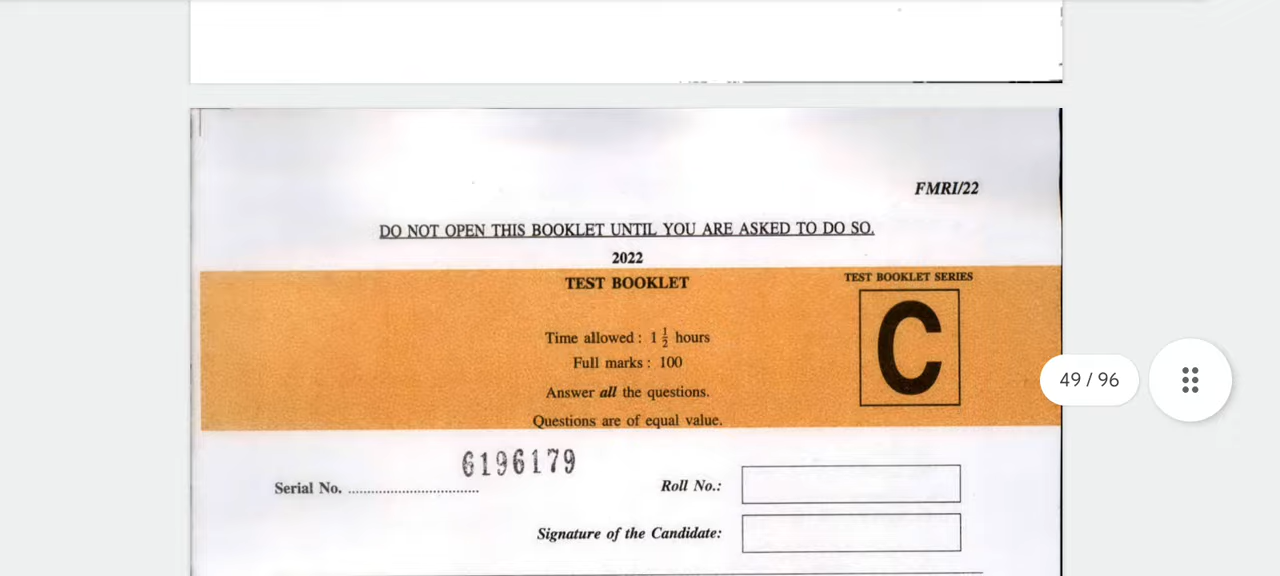 FMRI/22
DO NOT OPEN THIS BOOKLET UNTIL YOU ARE ASKED TO DO SO.
2022
TEST BOOKLET
TEST BOOKLET SERIES
C
Time allowed : 1 1/2 hours
Full marks : 100
Answer all the questions.
Questions are of equal value.
49 / 96
6196179
Serial No. ...................................
Roll No.:
Signature of the Candidate: